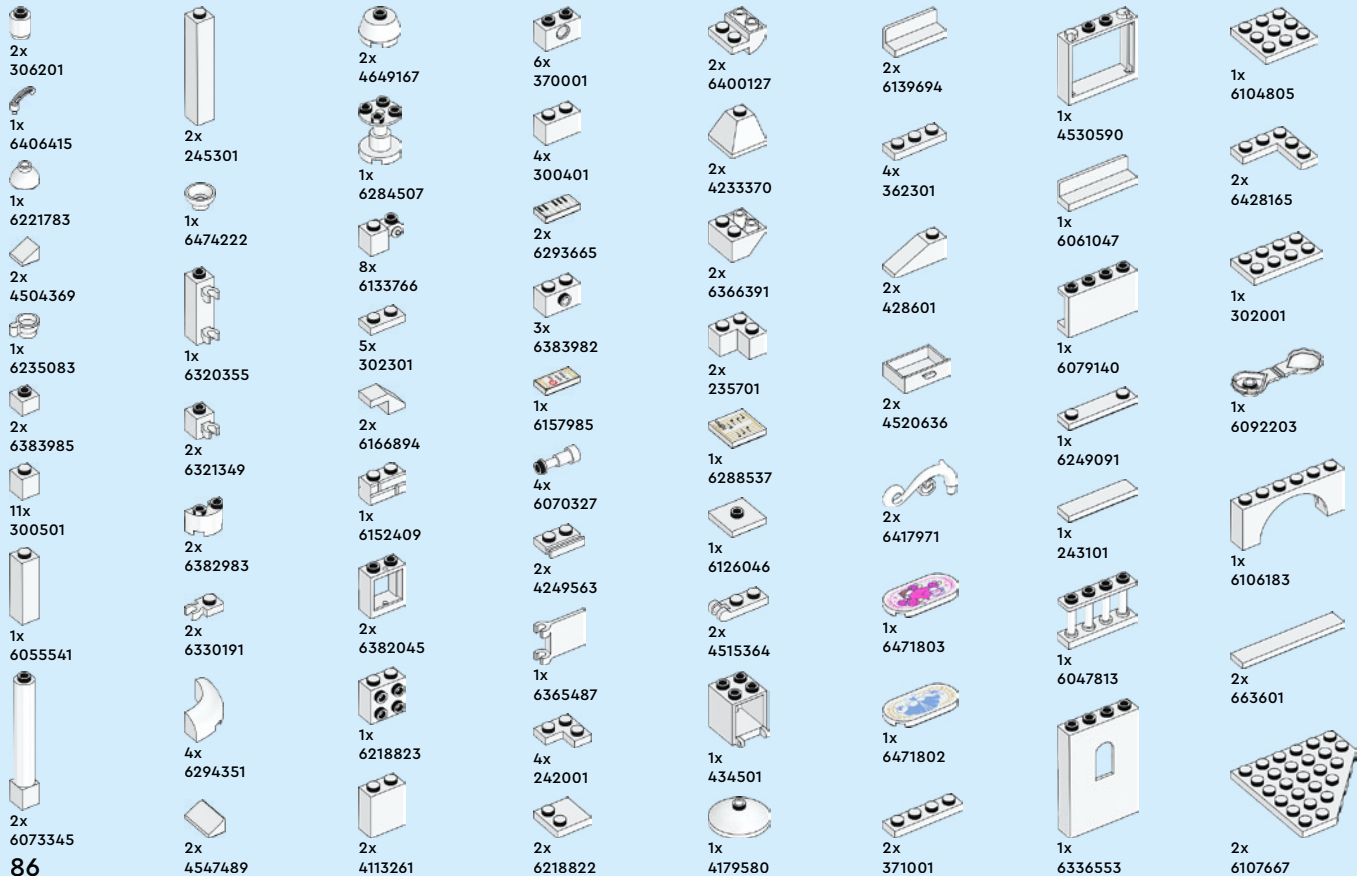 2x
306201
1x
6406415
1x
6221783
2x
4504369
1x
6235083
2x
6383985
11x
300501
1x
6055541
2x
6073345
86
2x
245301
1x
6474222
1x
6320355
2x
6321349
2x
6382983
2x
6330191
4x
6294351
2x
4547489
2x
4649167
1x
6284507
8x
6133766
5x
302301
2x
6166894
1x
6152409
2x
6382045
1x
6218823
2x
4113261
6x
370001
4x
300401
2x
6293665
3x
6383982
1x
6157985
4x
6070327
2x
4249563
1x
6365487
4x
242001
2x
6218822
2x
6400127
2x
4233370
2x
6366391
2x
235701
1x
6288537
1x
6126046
2x
4515364
1x
434501
1x
4179580
2x
6139694
4x
362301
2x
428601
2x
4520636
2x
6417971
1x
6471803
1x
6471802
2x
371001
1x
4530590
1x
6061047
1x
6079140
1x
6249091
1x
243101
1x
6047813
1x
6336553
1x
6104805
2x
6428165
1x
302001
1x
6092203
1x
6106183
2x
663601
2x
6107667